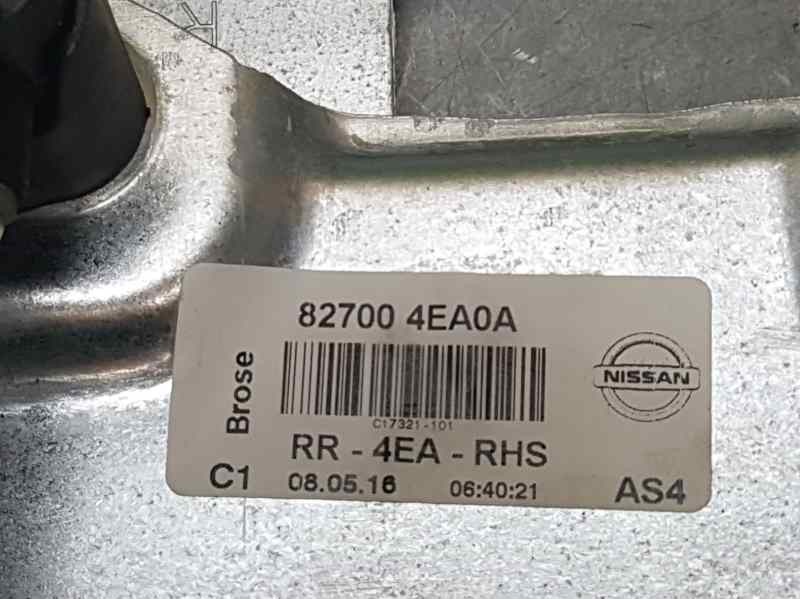 82700 4EA0A
Brose
NISSAN
C17321-101
RR - 4EA - RHS
C1 08.05.16 06:40:21 AS4